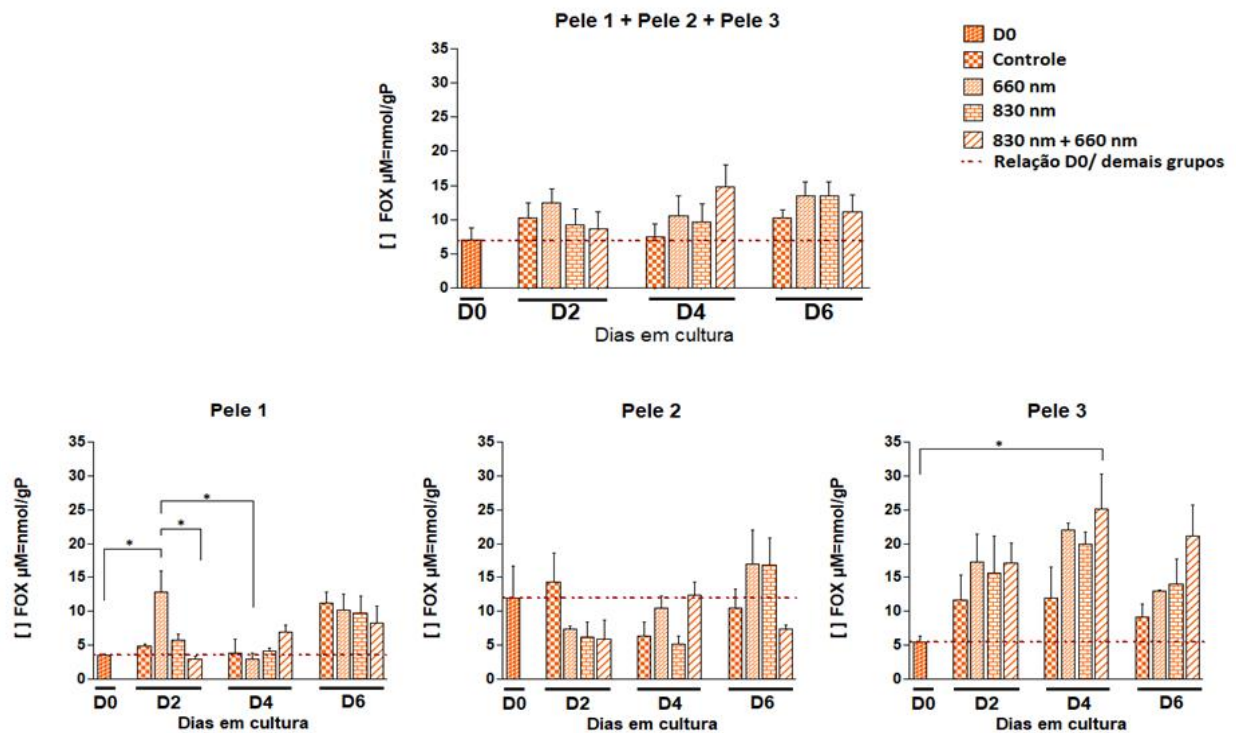 Pele 1 + Pele 2 + Pele 3
35
30
25
20
15
10
5
0
[ ] FOX µM=nmol/gP
D0 D2 D4 D6
Dias em cultura
D0
Controle
660 nm
830 nm
830 nm + 660 nm
Relação D0/ demais grupos
Pele 1
35
30
25
20
15
10
5
0
[ ] FOX µM=nmol/gP
*
*
*
D0 D2 D4 D6
Dias em cultura
Pele 2
35
30
25
20
15
10
5
0
[ ] FOX µM=nmol/gP
D0 D2 D4 D6
Dias em cultura
Pele 3
35
30
25
20
15
10
5
0
[ ] FOX µM=nmol/gP
*
D0 D2 D4 D6
Dias em cultura